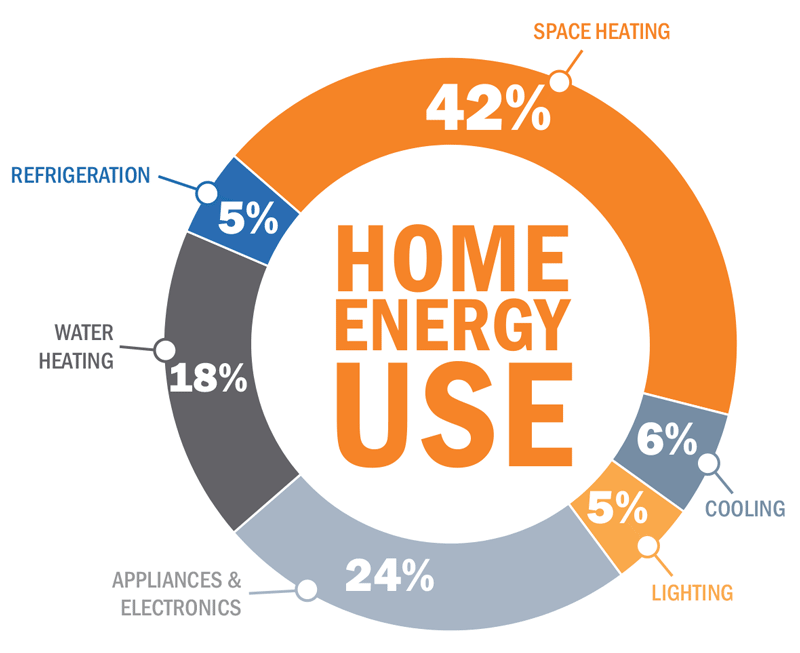 SPACE HEATING
42%
REFRIGERATION
5%
HOME
ENERGY
USE
WATER
HEATING
18%
6%
COOLING
5%
LIGHTING
24%
APPLIANCES &
ELECTRONICS